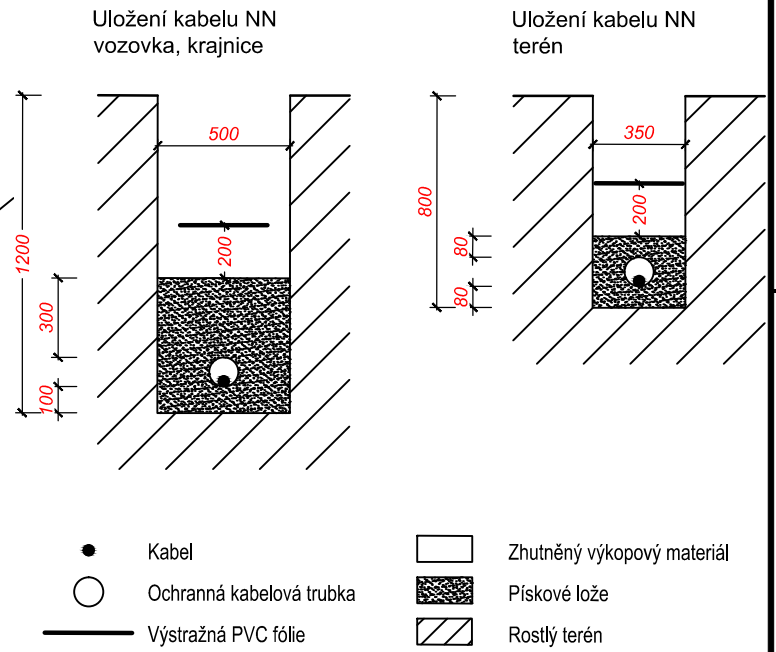 Uložení kabelu NN
vozovka, krajnice
500
1200
200
300
100
Uložení kabelu NN
terén
350
800
200
80
80
Kabel
Ochranná kabelová trubka
Výstražná PVC fólie
Zhutněný výkopový materiál
Pískové lože
Rostlý terén